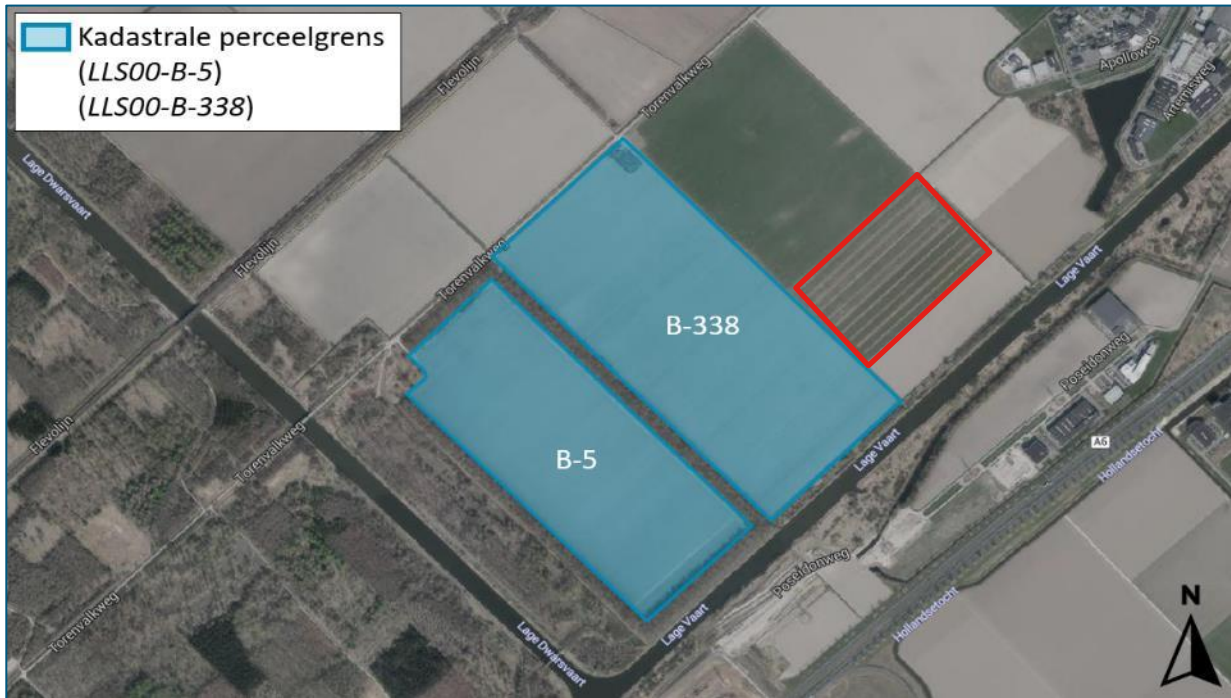 Kadastrale perceelgrens
(LLS00-B-5)
(LLS00-B-338)
Flevolijn
Torenvalkweg
Apolloweg
Artemisweg
Lage Dwarsvaart
Flevolijn
Torenvalkweg
B-338
Lage Vaart
Poseidonweg
A6
Hollandsetocht
Flevolijn
Torenvalkweg
B-5
Lage Vaart
Poseidonweg
Hollandsetocht
Torenvalkweg
Lage Dwarsvaart
Lage Vaart
N